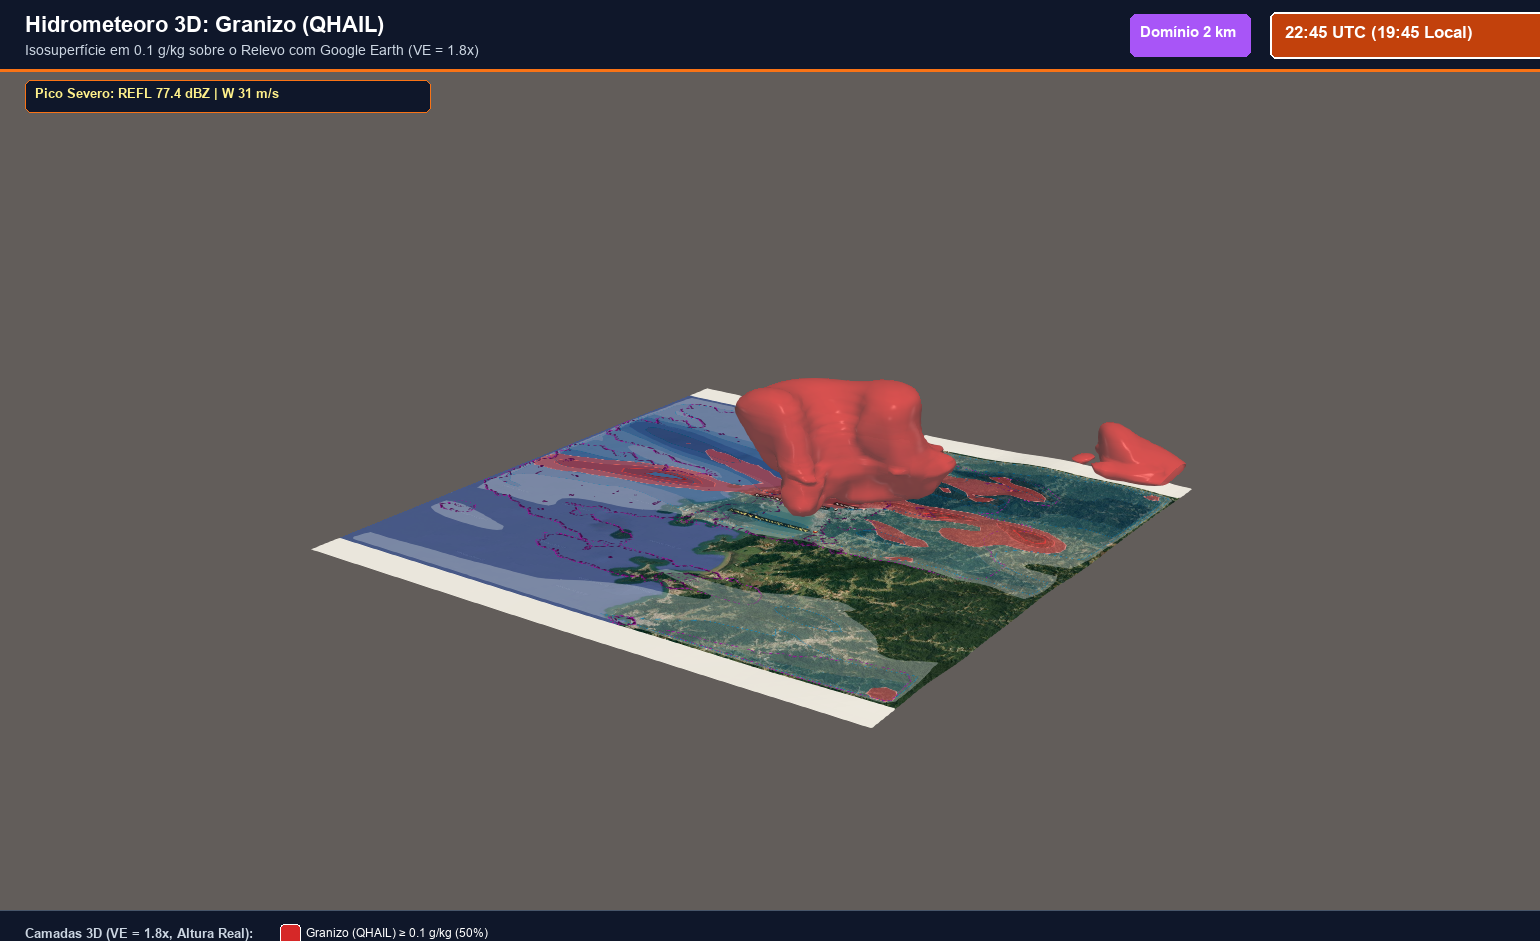 Hidrometeoro 3D: Granizo (QHAIL)
Isosuperfície em 0.1 g/kg sobre o Relevo com Google Earth (VE = 1.8x)
Domínio 2 km
22:45 UTC (19:45 Local)
Pico Severo: REFL 77.4 dBZ | W 31 m/s
Camadas 3D (VE = 1.8x, Altura Real):
Granizo (QHAIL) ≥ 0.1 g/kg (50%)